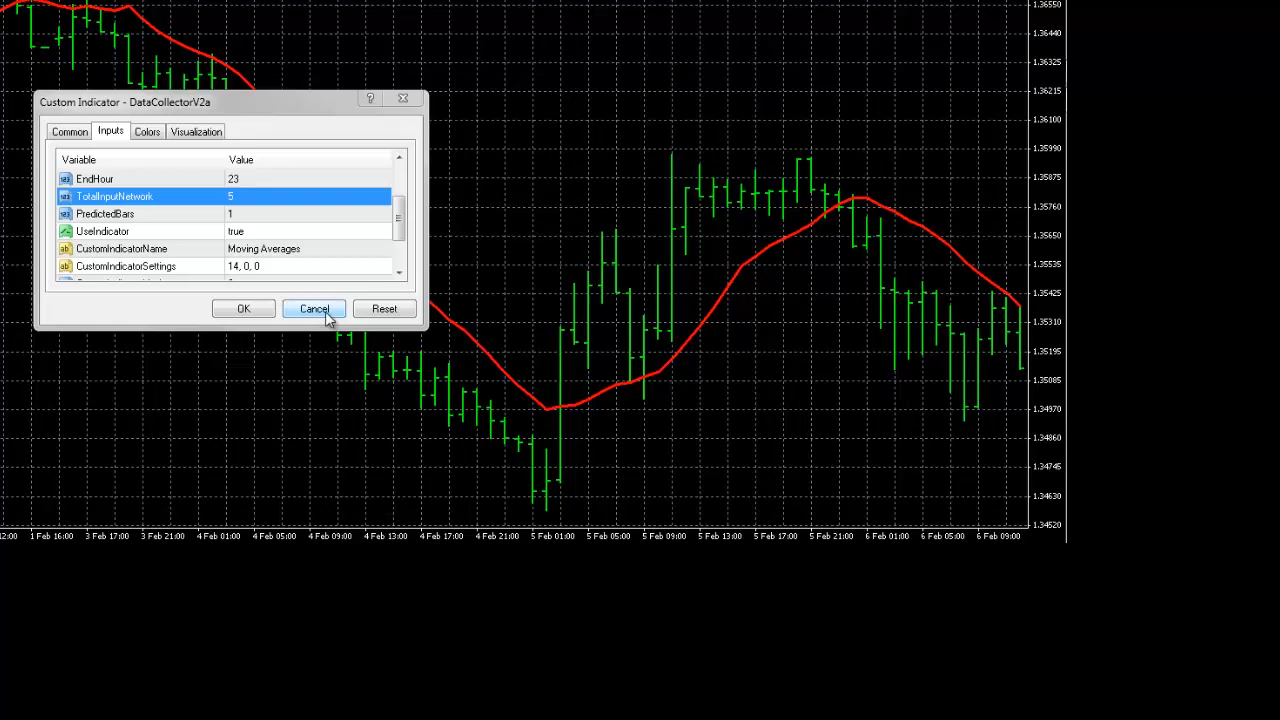 1.36550
1.36440
1.36325
1.36215
1.36100
1.35990
1.35875
1.35760
1.35650
1.35535
1.35425
1.35310
1.35195
1.35085
1.34970
1.34860
1.34745
1.34630
1.34520
Custom Indicator - DataCollectorV2a
Common Inputs Colors Visualization
Variable Value
EndHour 23
TotalInputNetwork 5
PredictedBars 1
UseIndicator true
CustomIndicatorName Moving Averages
CustomIndicatorSettings 14, 0, 0
OK Cancel Reset
12:00 1 Feb 16:00 3 Feb 17:00 3 Feb 21:00 4 Feb 01:00 4 Feb 05:00 4 Feb 09:00 4 Feb 13:00 4 Feb 17:00 4 Feb 21:00 5 Feb 01:00 5 Feb 05:00 5 Feb 09:00 5 Feb 13:00 5 Feb 17:00 5 Feb 21:00 6 Feb 01:00 6 Feb 05:00 6 Feb 09:00